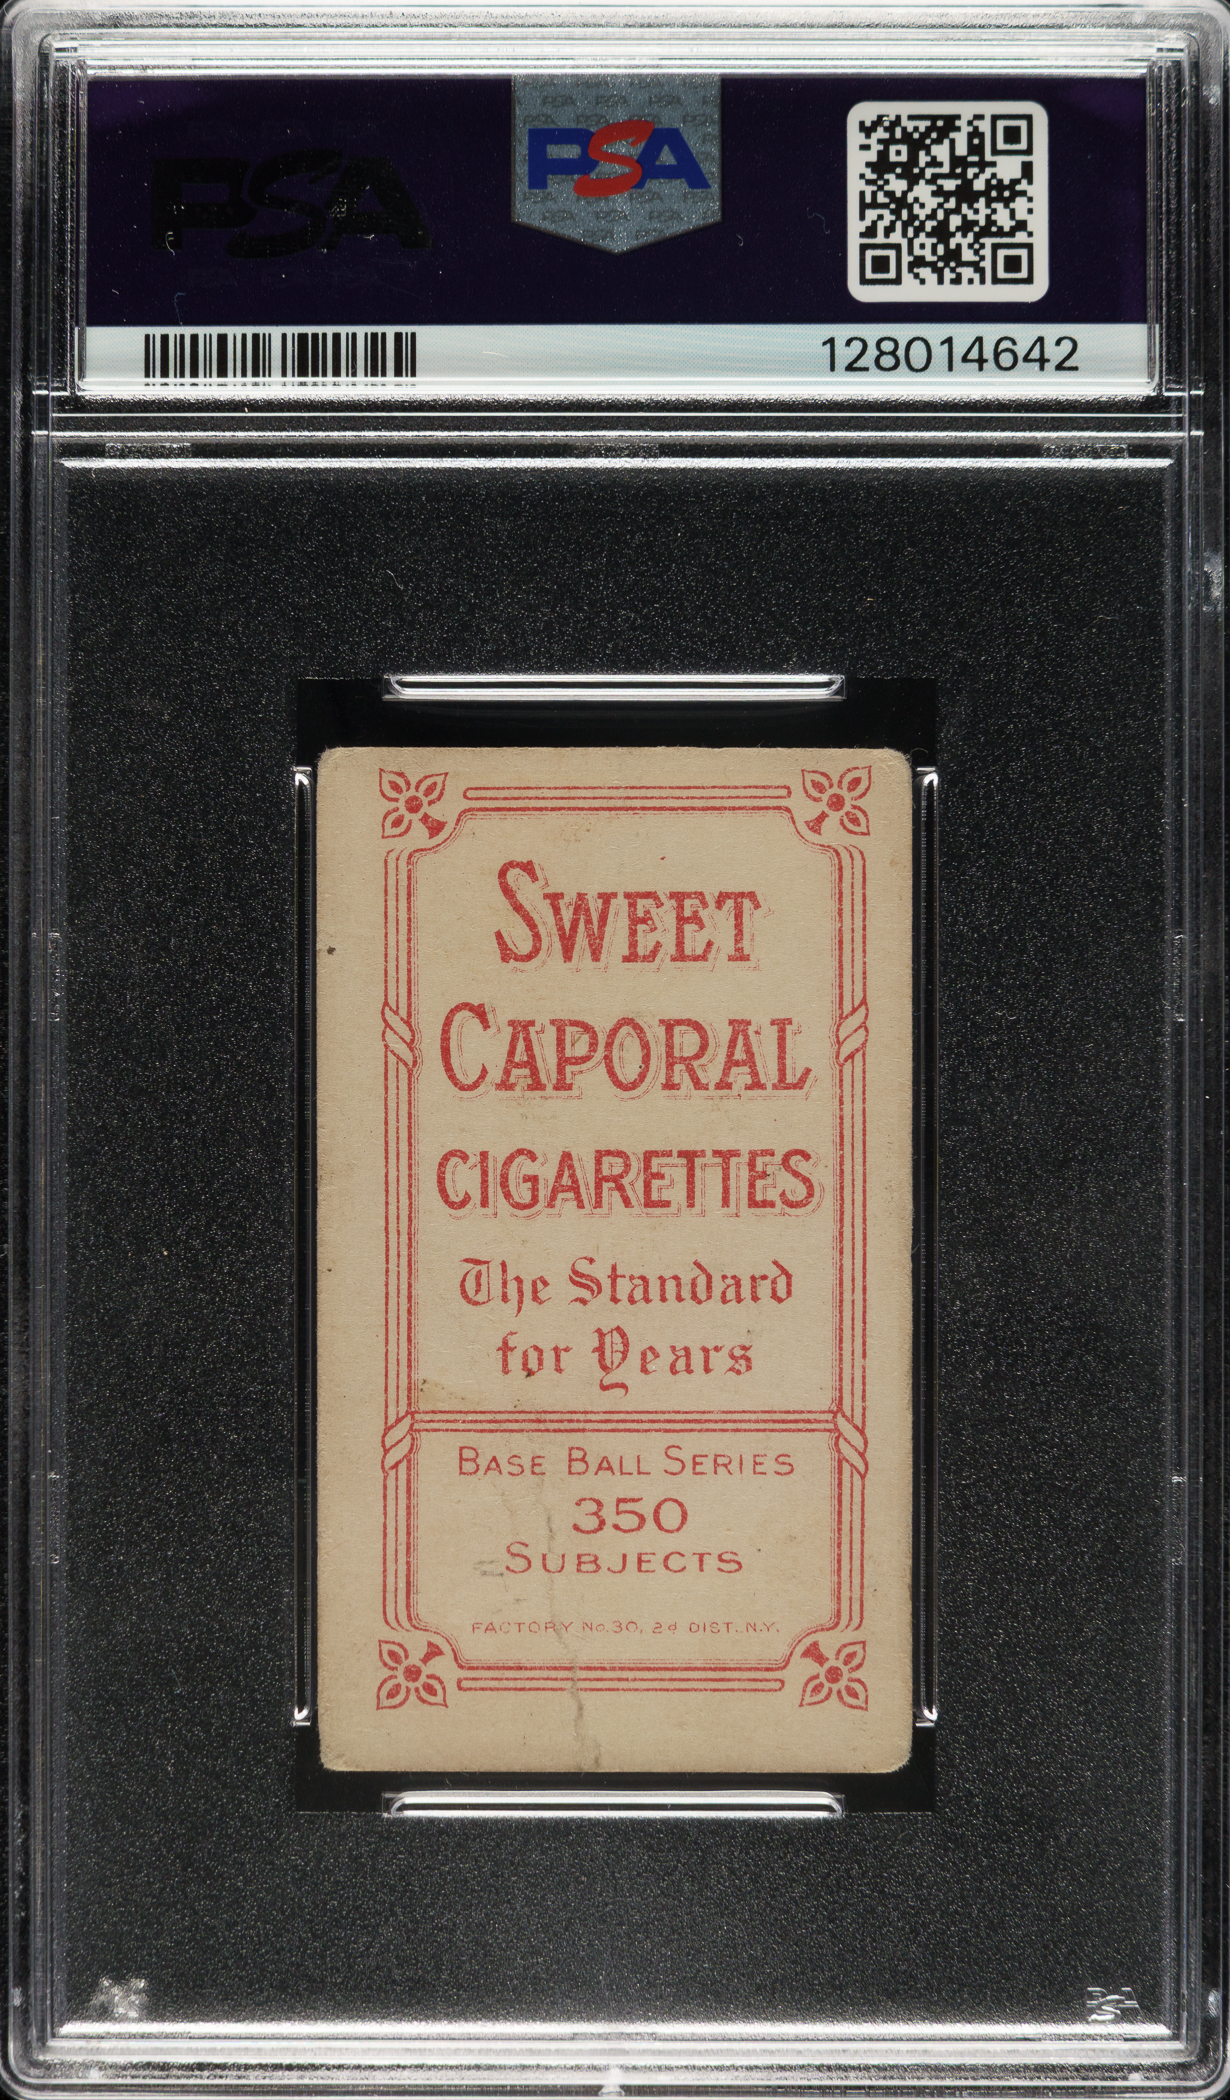 PSA
PSA
128014642
SWEET
CAPORAL
CIGARETTES
The Standard
for Years
BASE BALL SERIES
350
SUBJECTS
FACTORY No. 30, 2d DIST. N.Y.